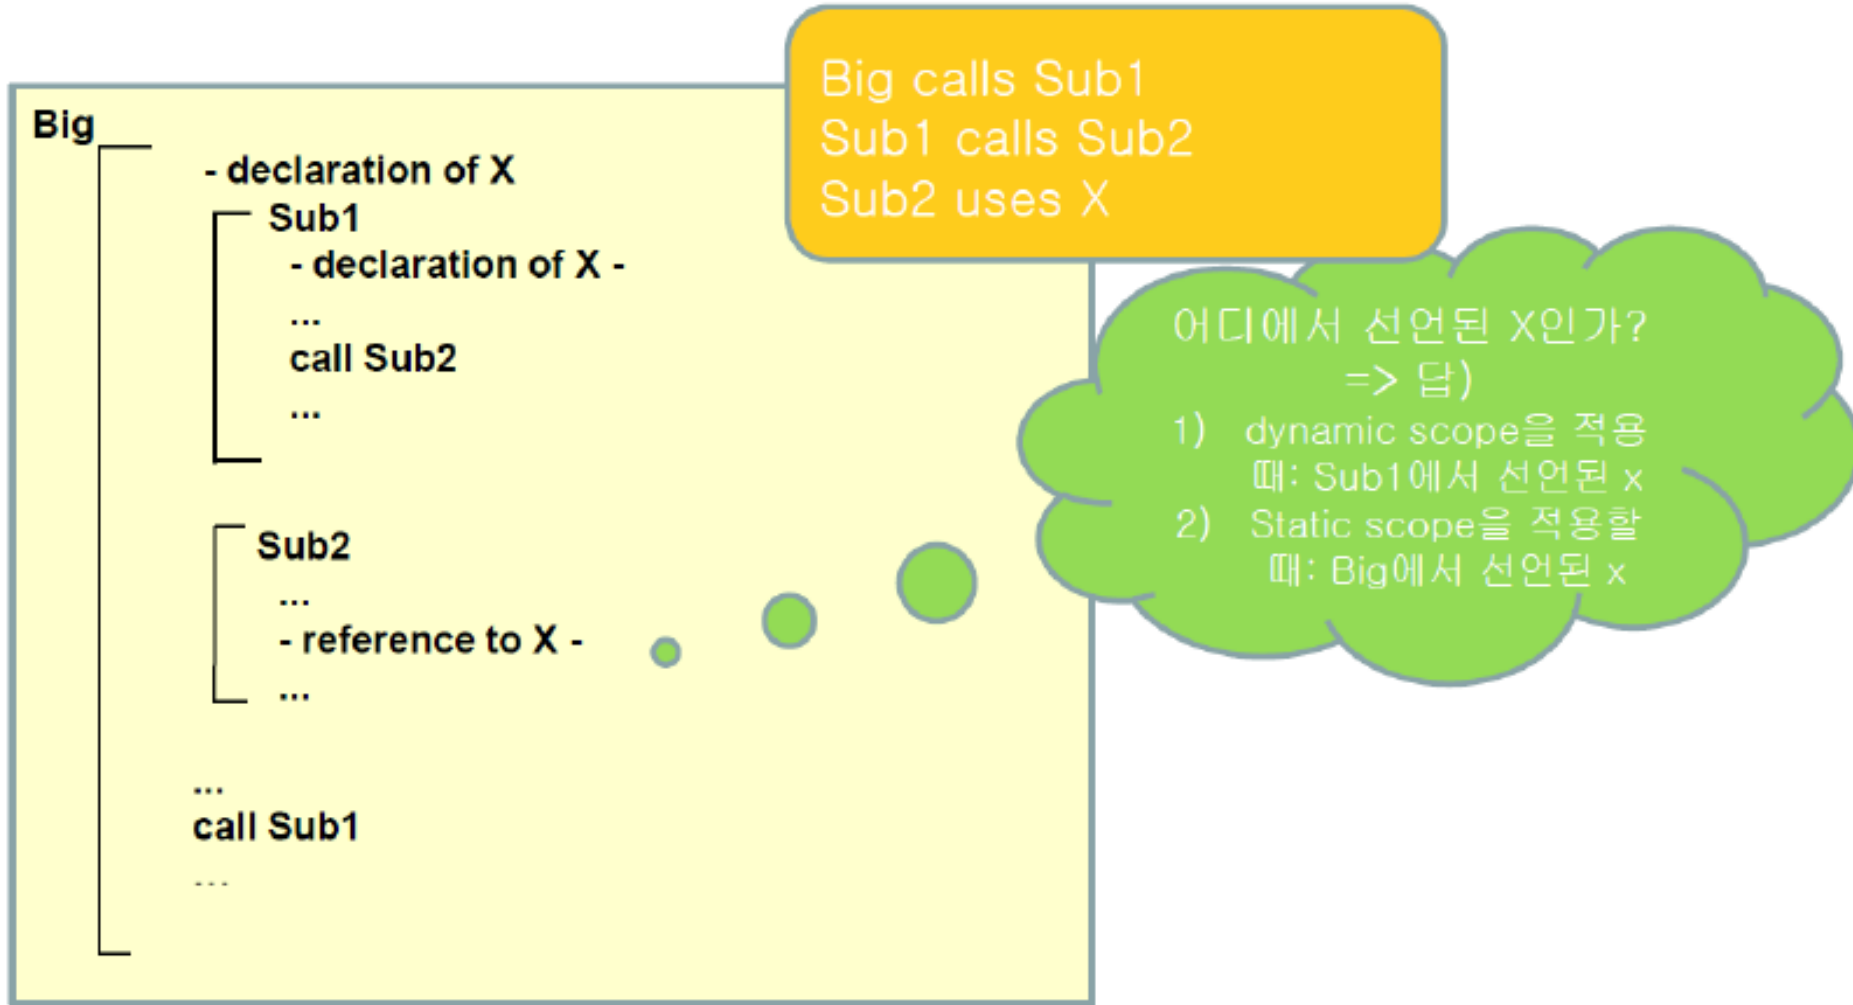 Big
- declaration of X
Sub1
- declaration of X -
...
call Sub2
...
Sub2
...
- reference to X -
...
...
call Sub1
...
Big calls Sub1
Sub1 calls Sub2
Sub2 uses X
어디에서 선언된 X인가?
=> 답)
1) dynamic scope을 적용
때: Sub1에서 선언된 x
2) Static scope을 적용할
때: Big에서 선언된 x